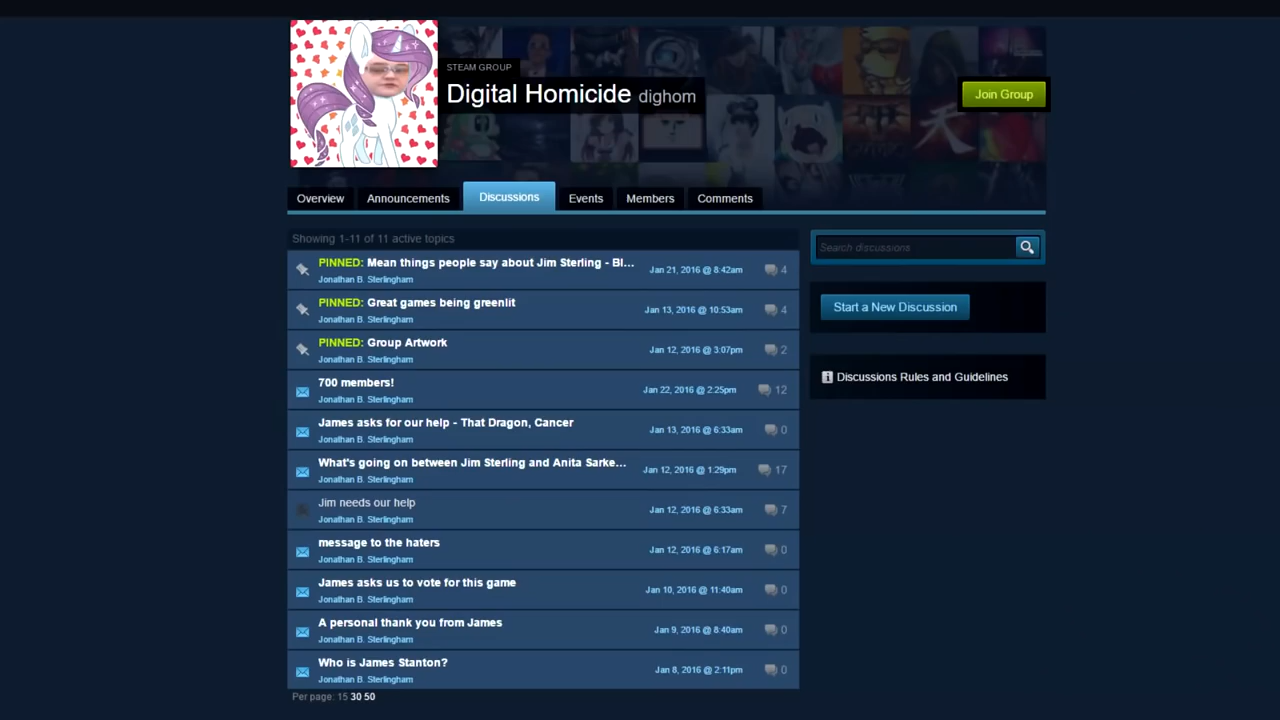 STEAM GROUP
Digital Homicide dighom
Join Group
Overview Announcements Discussions Events Members Comments
Showing 1-11 of 11 active topics
Search discussions
PINNED: Mean things people say about Jim Sterling - Bl... Jan 21, 2016 @ 8:42am 4
Jonathan B. Sterlingham
PINNED: Great games being greenlit Jan 13, 2016 @ 10:53am 4
Jonathan B. Sterlingham
Start a New Discussion
PINNED: Group Artwork Jan 12, 2016 @ 3:07pm 2
Jonathan B. Sterlingham
Discussions Rules and Guidelines
700 members! Jan 22, 2016 @ 2:25pm 12
Jonathan B. Sterlingham
James asks for our help - That Dragon, Cancer Jan 13, 2016 @ 6:33am 0
Jonathan B. Sterlingham
What's going on between Jim Sterling and Anita Sarke... Jan 12, 2016 @ 1:29pm 17
Jonathan B. Sterlingham
Jim needs our help Jan 12, 2016 @ 6:33am 7
Jonathan B. Sterlingham
message to the haters Jan 12, 2016 @ 6:17am 0
Jonathan B. Sterlingham
James asks us to vote for this game Jan 10, 2016 @ 11:40am 0
Jonathan B. Sterlingham
A personal thank you from James Jan 9, 2016 @ 8:40am 0
Jonathan B. Sterlingham
Who is James Stanton? Jan 8, 2016 @ 2:11pm 0
Jonathan B. Sterlingham
Per page: 15 30 50